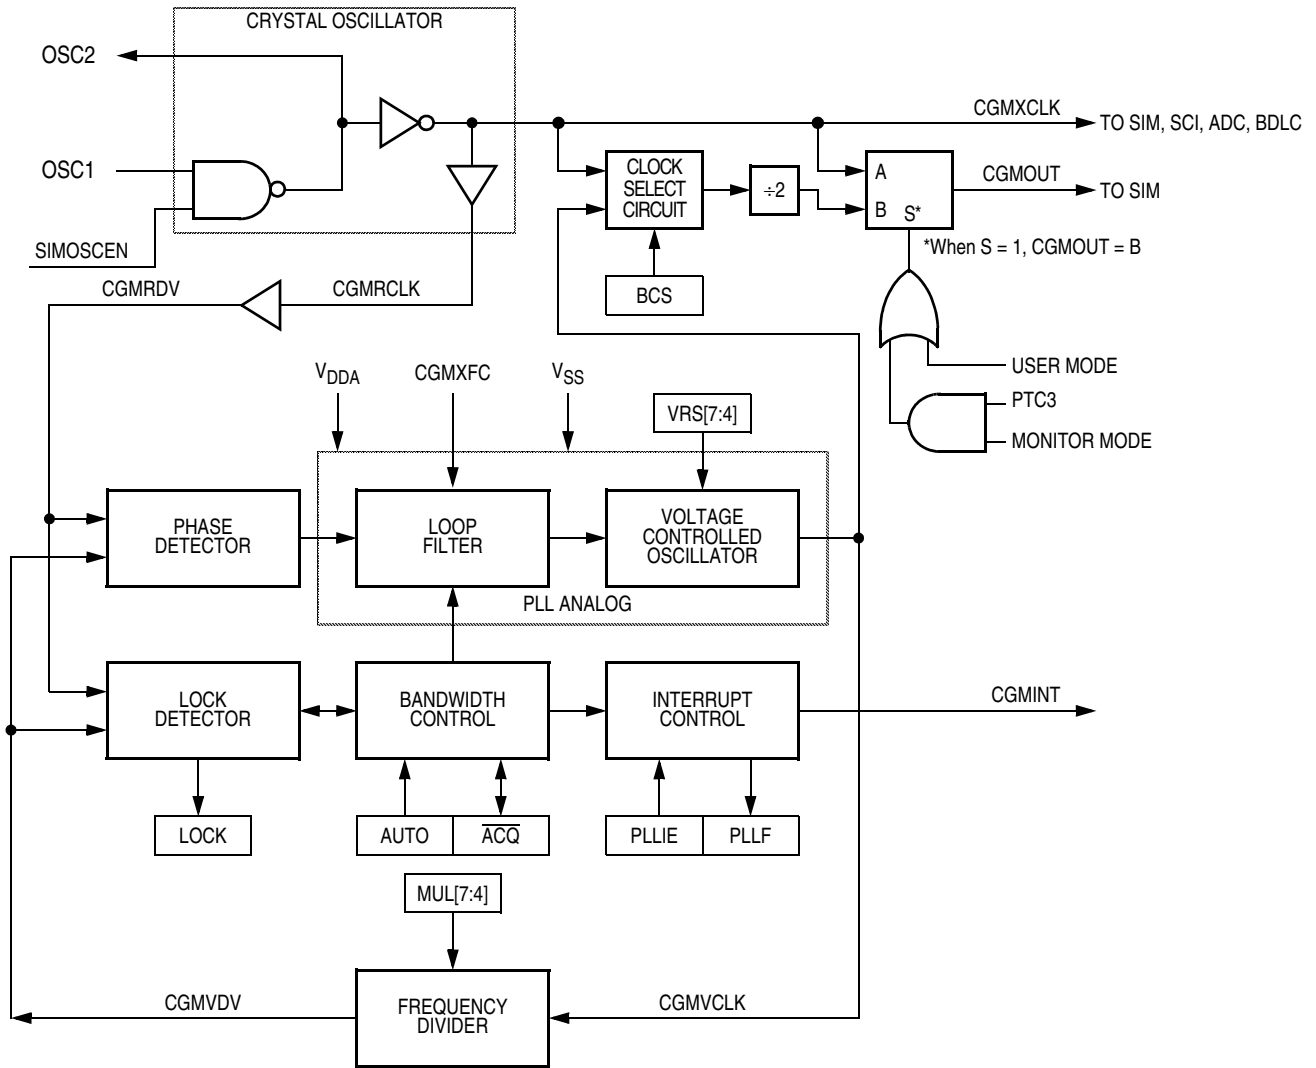 CRYSTAL OSCILLATOR
OSC2
CGMXCLK
TO SIM, SCI, ADC, BDLC
OSC1
CLOCK
SELECT
CIRCUIT
÷2
A
B
S*
CGMOUT
TO SIM
*When S = 1, CGMOUT = B
SIMOSCEN
CGMRDV
CGMRCLK
BCS
USER MODE
PTC3
MONITOR MODE
VDDA
CGMXFC
VSS
VRS[7:4]
PHASE
DETECTOR
LOOP
FILTER
VOLTAGE
CONTROLLED
OSCILLATOR
PLL ANALOG
LOCK
DETECTOR
BANDWIDTH
CONTROL
INTERRUPT
CONTROL
CGMINT
LOCK
AUTO
ACQ
PLLIE
PLLF
MUL[7:4]
CGMVDV
FREQUENCY
DIVIDER
CGMVCLK